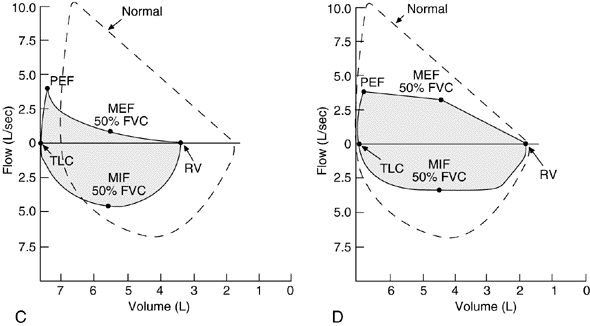 10.0
7.5
5.0
2.5
0
2.5
5.0
7.5
Flow (L/sec)
Normal
PEF
MEF
50% FVC
TLC
MIF
50% FVC
RV
7 6 5 4 3 2 1 0
Volume (L)
C
10.0
7.5
5.0
2.5
0
2.5
5.0
7.5
Flow (L/sec)
Normal
PEF
MEF
50% FVC
TLC
MIF
50% FVC
RV
7 6 5 4 3 2 1 0
Volume (L)
D